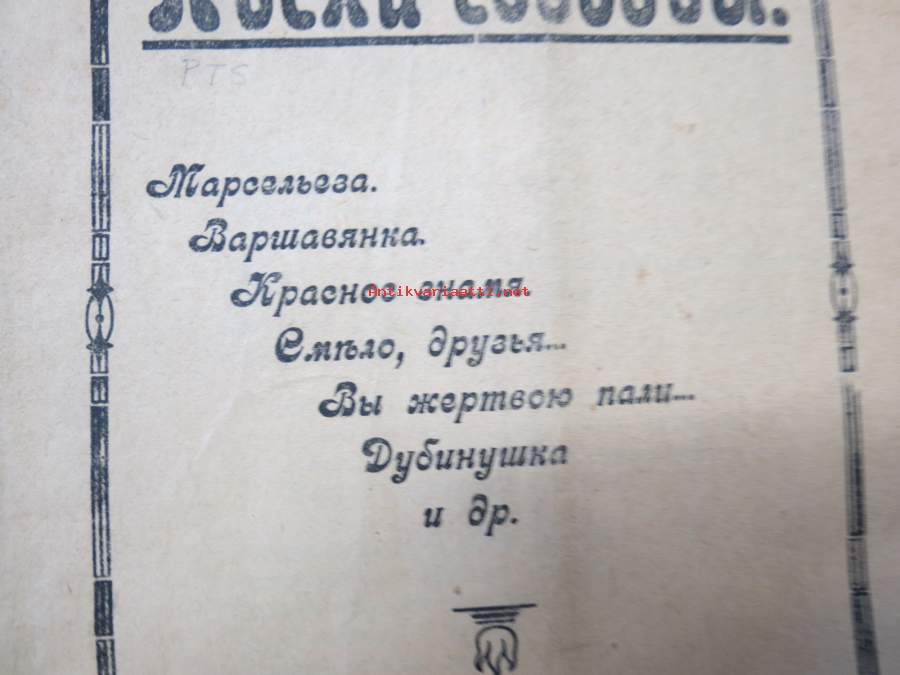 PTS
Марсельеза.
Варшавянка.
Красное знамя.
Antikvariaatti.net
Смѣло, друзья...
Вы жертвою пали...
Дубинушка
и др.